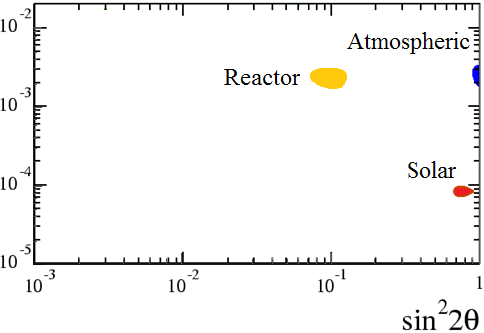 10⁻²
Atmospheric
Reactor
10⁻³
Solar
10⁻⁴
10⁻⁵
10⁻³ 10⁻² 10⁻¹ 1
sin²2θ